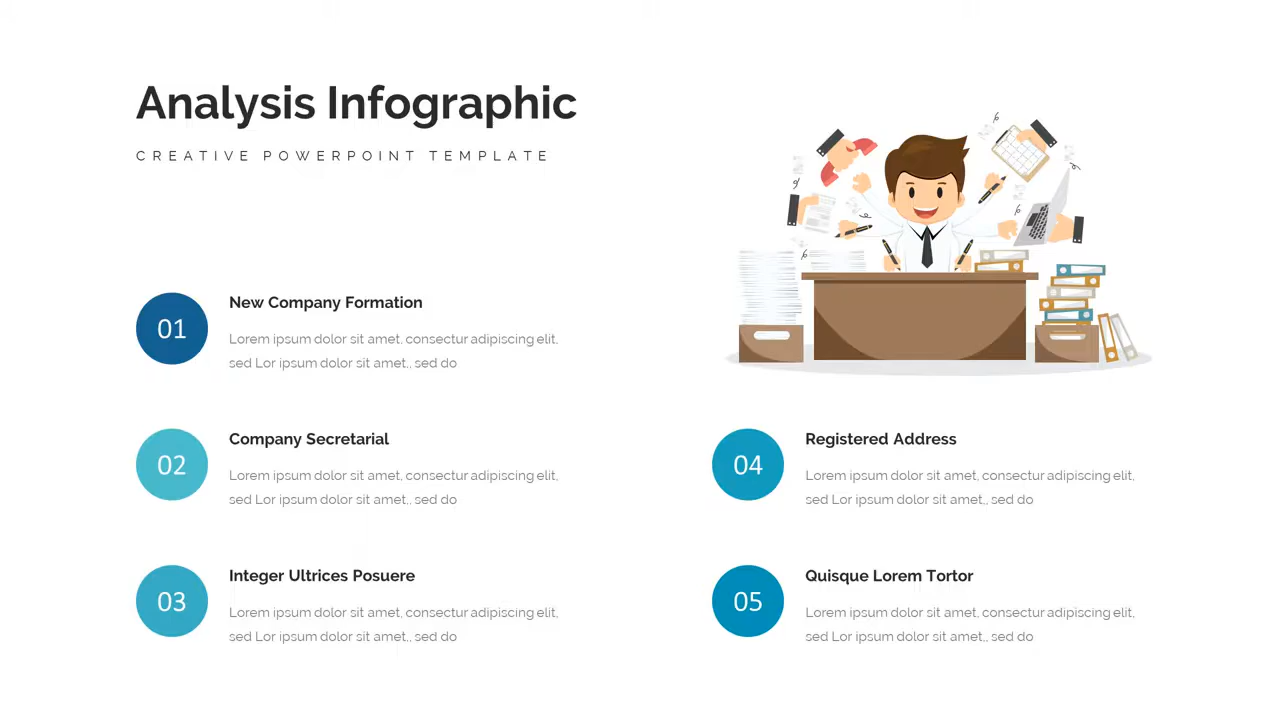 Analysis Infographic
CREATIVE POWERPOINT TEMPLATE
01
New Company Formation
Lorem ipsum dolor sit amet, consectur adipiscing elit,
sed Lor ipsum dolor sit amet,, sed do
02
Company Secretarial
Lorem ipsum dolor sit amet, consectur adipiscing elit,
sed Lor ipsum dolor sit amet,, sed do
03
Integer Ultrices Posuere
Lorem ipsum dolor sit amet, consectur adipiscing elit,
sed Lor ipsum dolor sit amet,, sed do
04
Registered Address
Lorem ipsum dolor sit amet, consectur adipiscing elit,
sed Lor ipsum dolor sit amet,, sed do
05
Quisque Lorem Tortor
Lorem ipsum dolor sit amet, consectur adipiscing elit,
sed Lor ipsum dolor sit amet,, sed do